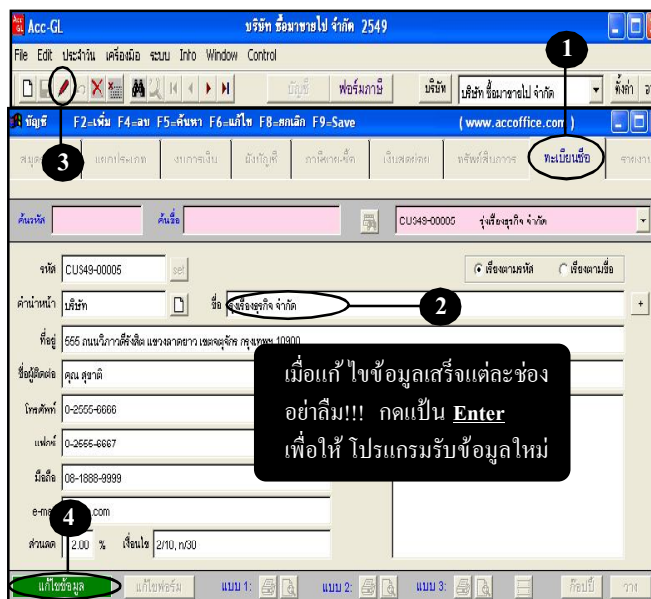 Acc-GL บริษัท ซื้อมาขายไป จำกัด 2549
File Edit ประจำวัน เครื่องมือ ระบบ Info Window Control
1
บัญชี ฟอร์มภาษี บริษัท บริษัท ซื้อมาขายไป จำกัด ตั้งค่า
บัญชี F2=เพิ่ม F4=ลบ F5=ค้นหา F6=แก้ไข F8=ยกเลิก F9=Save ( www.accoffice.com )
3
แยกประเภท งบการเงิน ผังบัญชี ภาษีขาย-ซื้อ เงินสดย่อย ทรัพย์สินถาวร ทะเบียนชื่อ รายงาน
ค้นรหัส ค้นชื่อ CUS49-00005 รุ่งเรืองธุรกิจ จำกัด
รหัส CUS49-00005 set เรียงตามรหัส เรียงตามชื่อ
คำนำหน้า บริษัท ชื่อ รุ่งเรืองธุรกิจ จำกัด 2 +
ที่อยู่ 555 ถนนวิภาวดีรังสิต แขวงลาดยาว เขตจตุจักร กรุงเทพฯ 10900
ชื่อผู้ติดต่อ คุณ สุชาติ
โทรศัพท์ 0-2555-6666
แฟกซ์ 0-2555-6667
มือถือ 08-1888-9999
เมื่อแก้ ไขข้อมูลเสร็จแต่ละช่อง
อย่าลืม!!! กดแป้น Enter
เพื่อให้ โปรแกรมรับข้อมูลใหม่
4
ส่วนลด 2.00 % เงื่อนไข 2/10, n/30
แก้ไขข้อมูล แก้ไขฟอร์ม แบบ 1: แบบ 2: แบบ 3: ก๊อปปี้ วาง